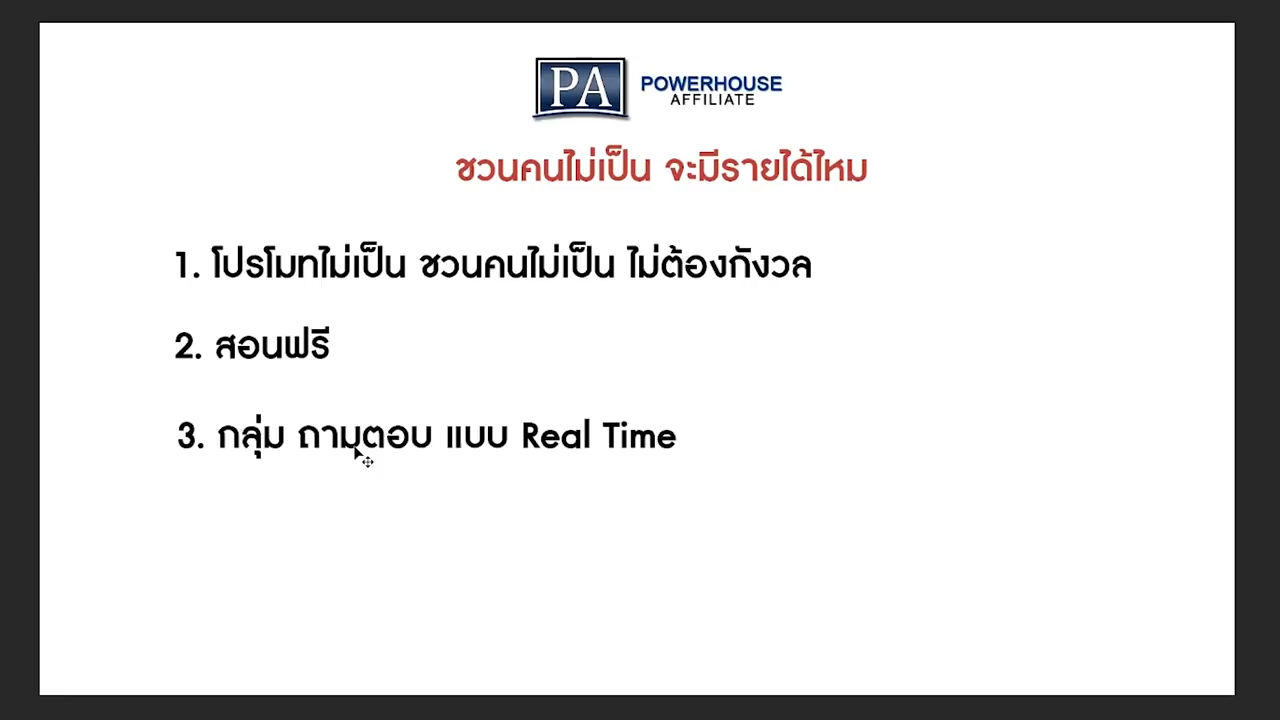 PA POWERHOUSE
AFFILIATE
ชวนคนไม่เป็น จะมีรายได้ไหม
1. โปรโมทไม่เป็น ชวนคนไม่เป็น ไม่ต้องกังวล
2. สอนฟรี
3. กลุ่ม ถามตอบ แบบ Real Time